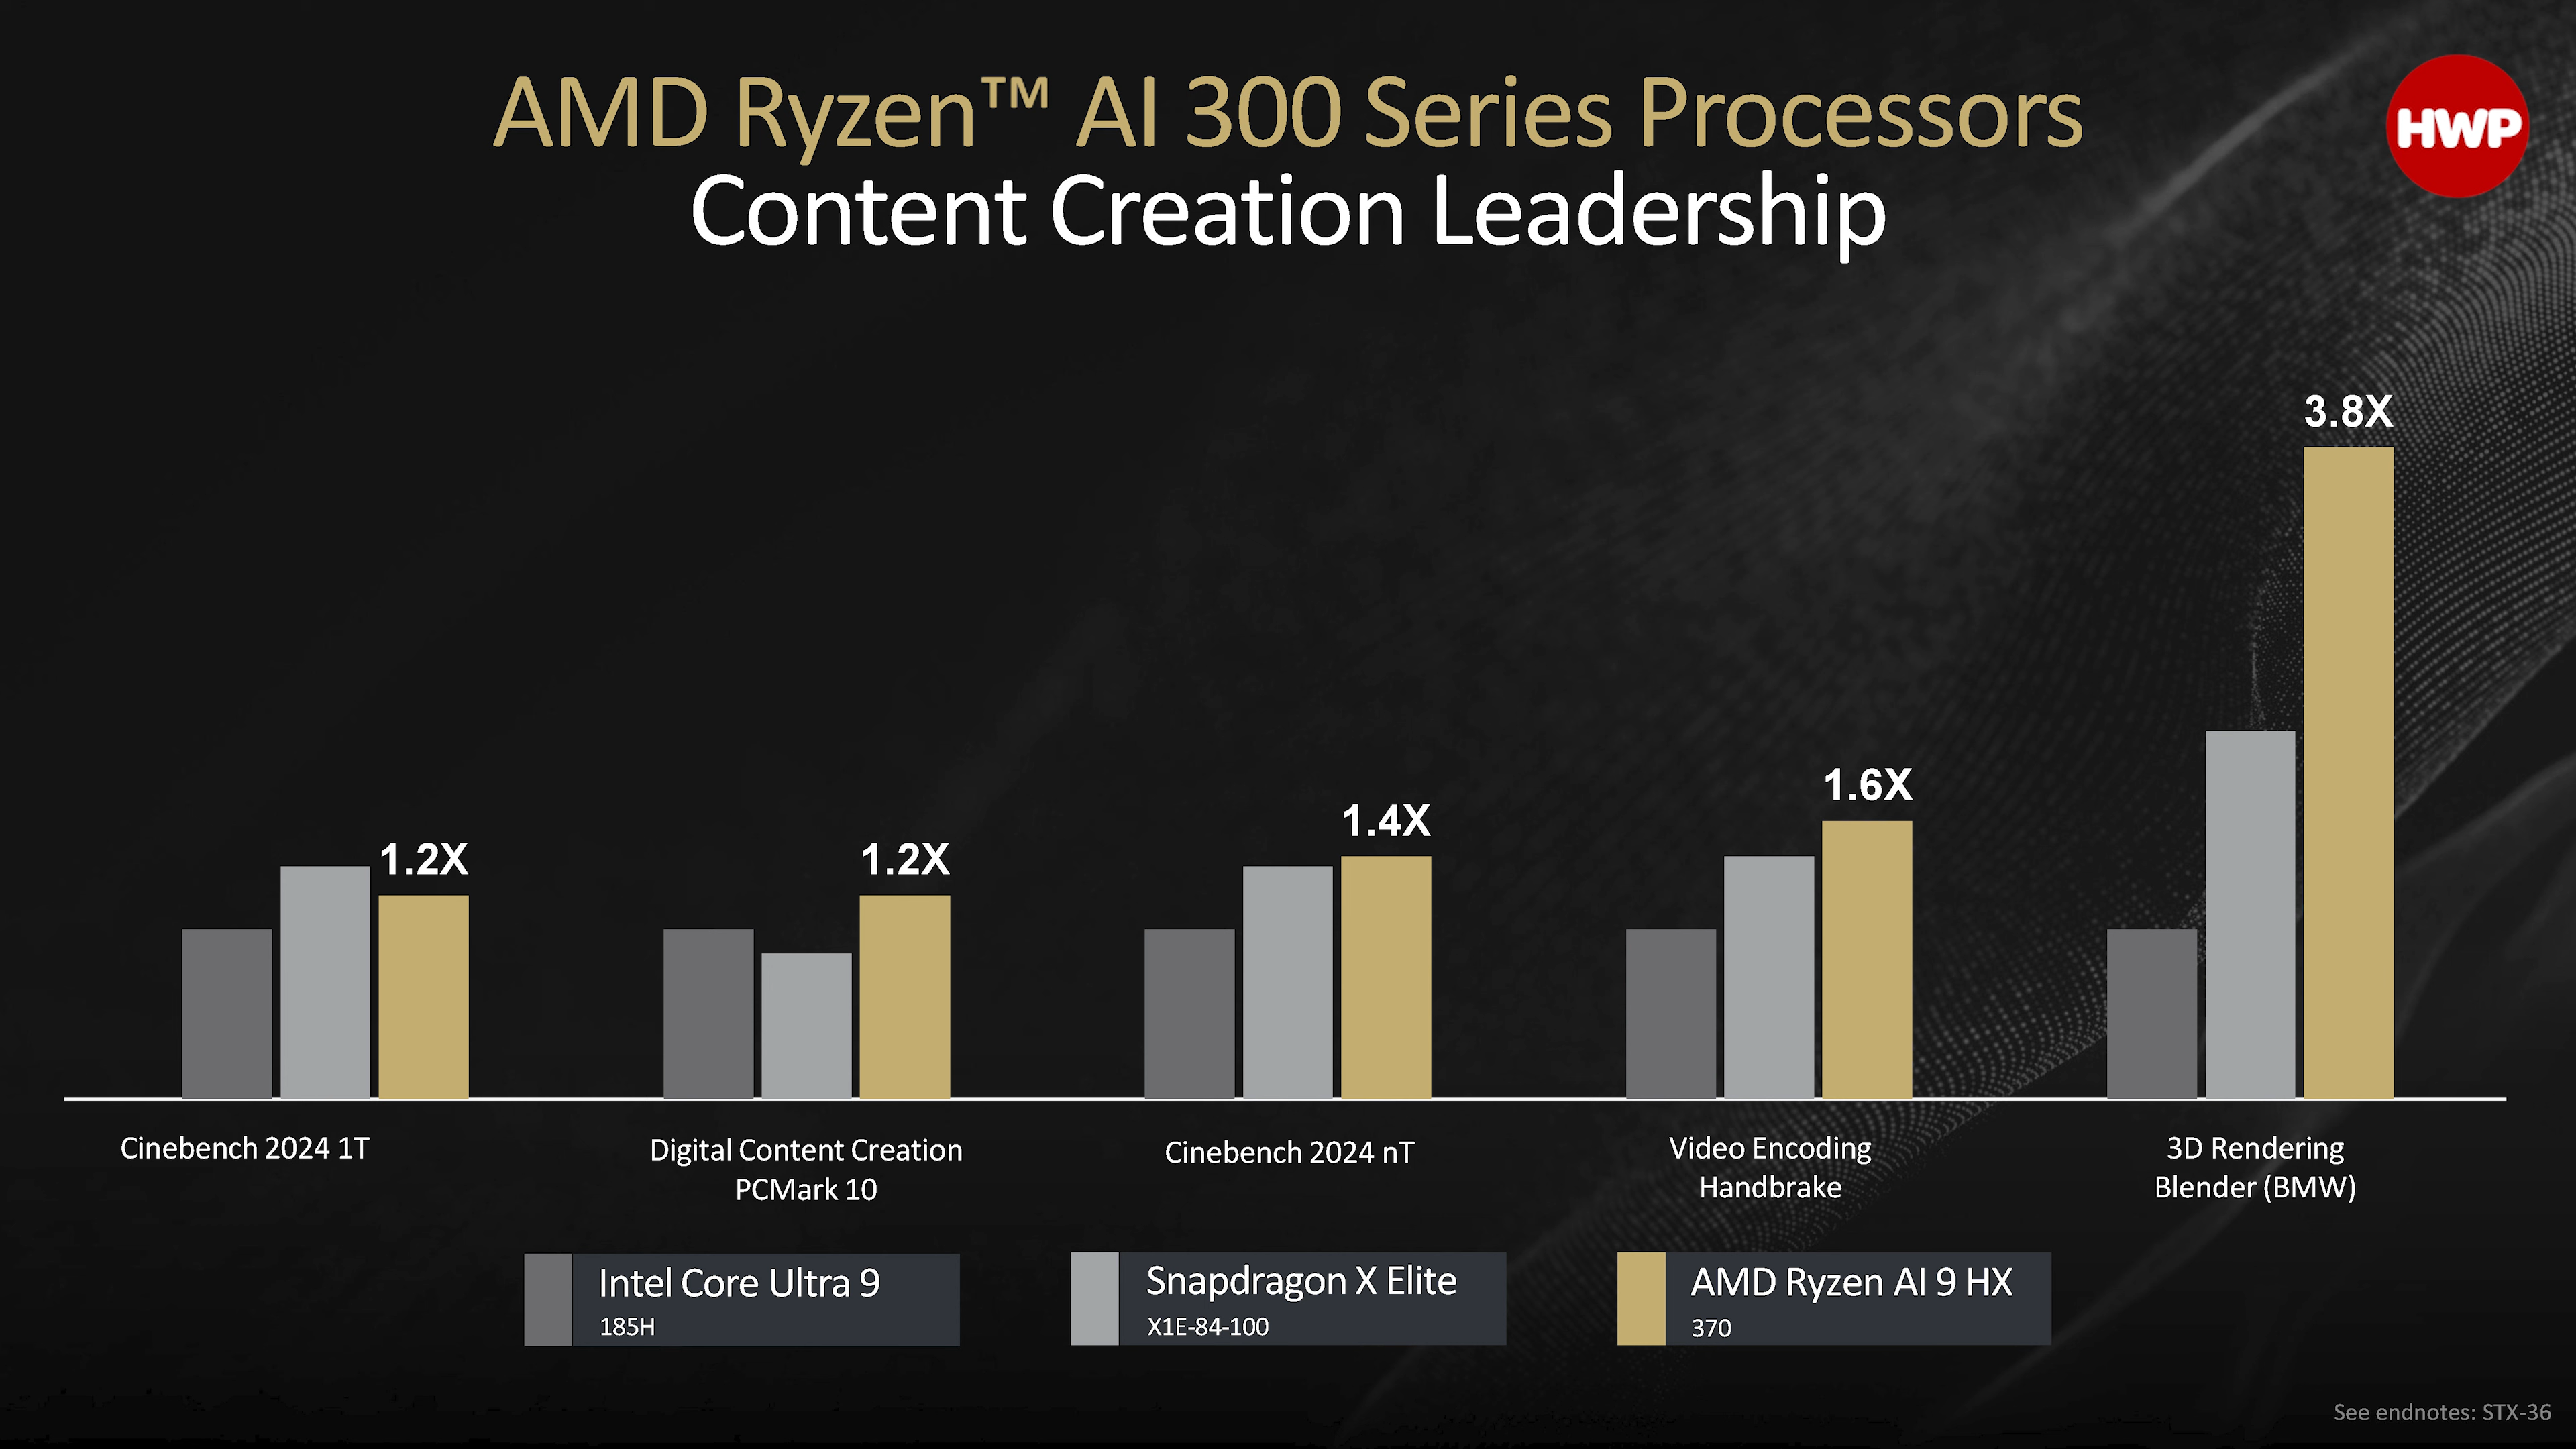 AMD Ryzen™ AI 300 Series Processors
Content Creation Leadership
HWP
1.2X
1.2X
1.4X
1.6X
3.8X
Cinebench 2024 1T
Digital Content Creation
PCMark 10
Cinebench 2024 nT
Video Encoding
Handbrake
3D Rendering
Blender (BMW)
Intel Core Ultra 9
185H
Snapdragon X Elite
X1E-84-100
AMD Ryzen AI 9 HX
370
See endnotes: STX-36